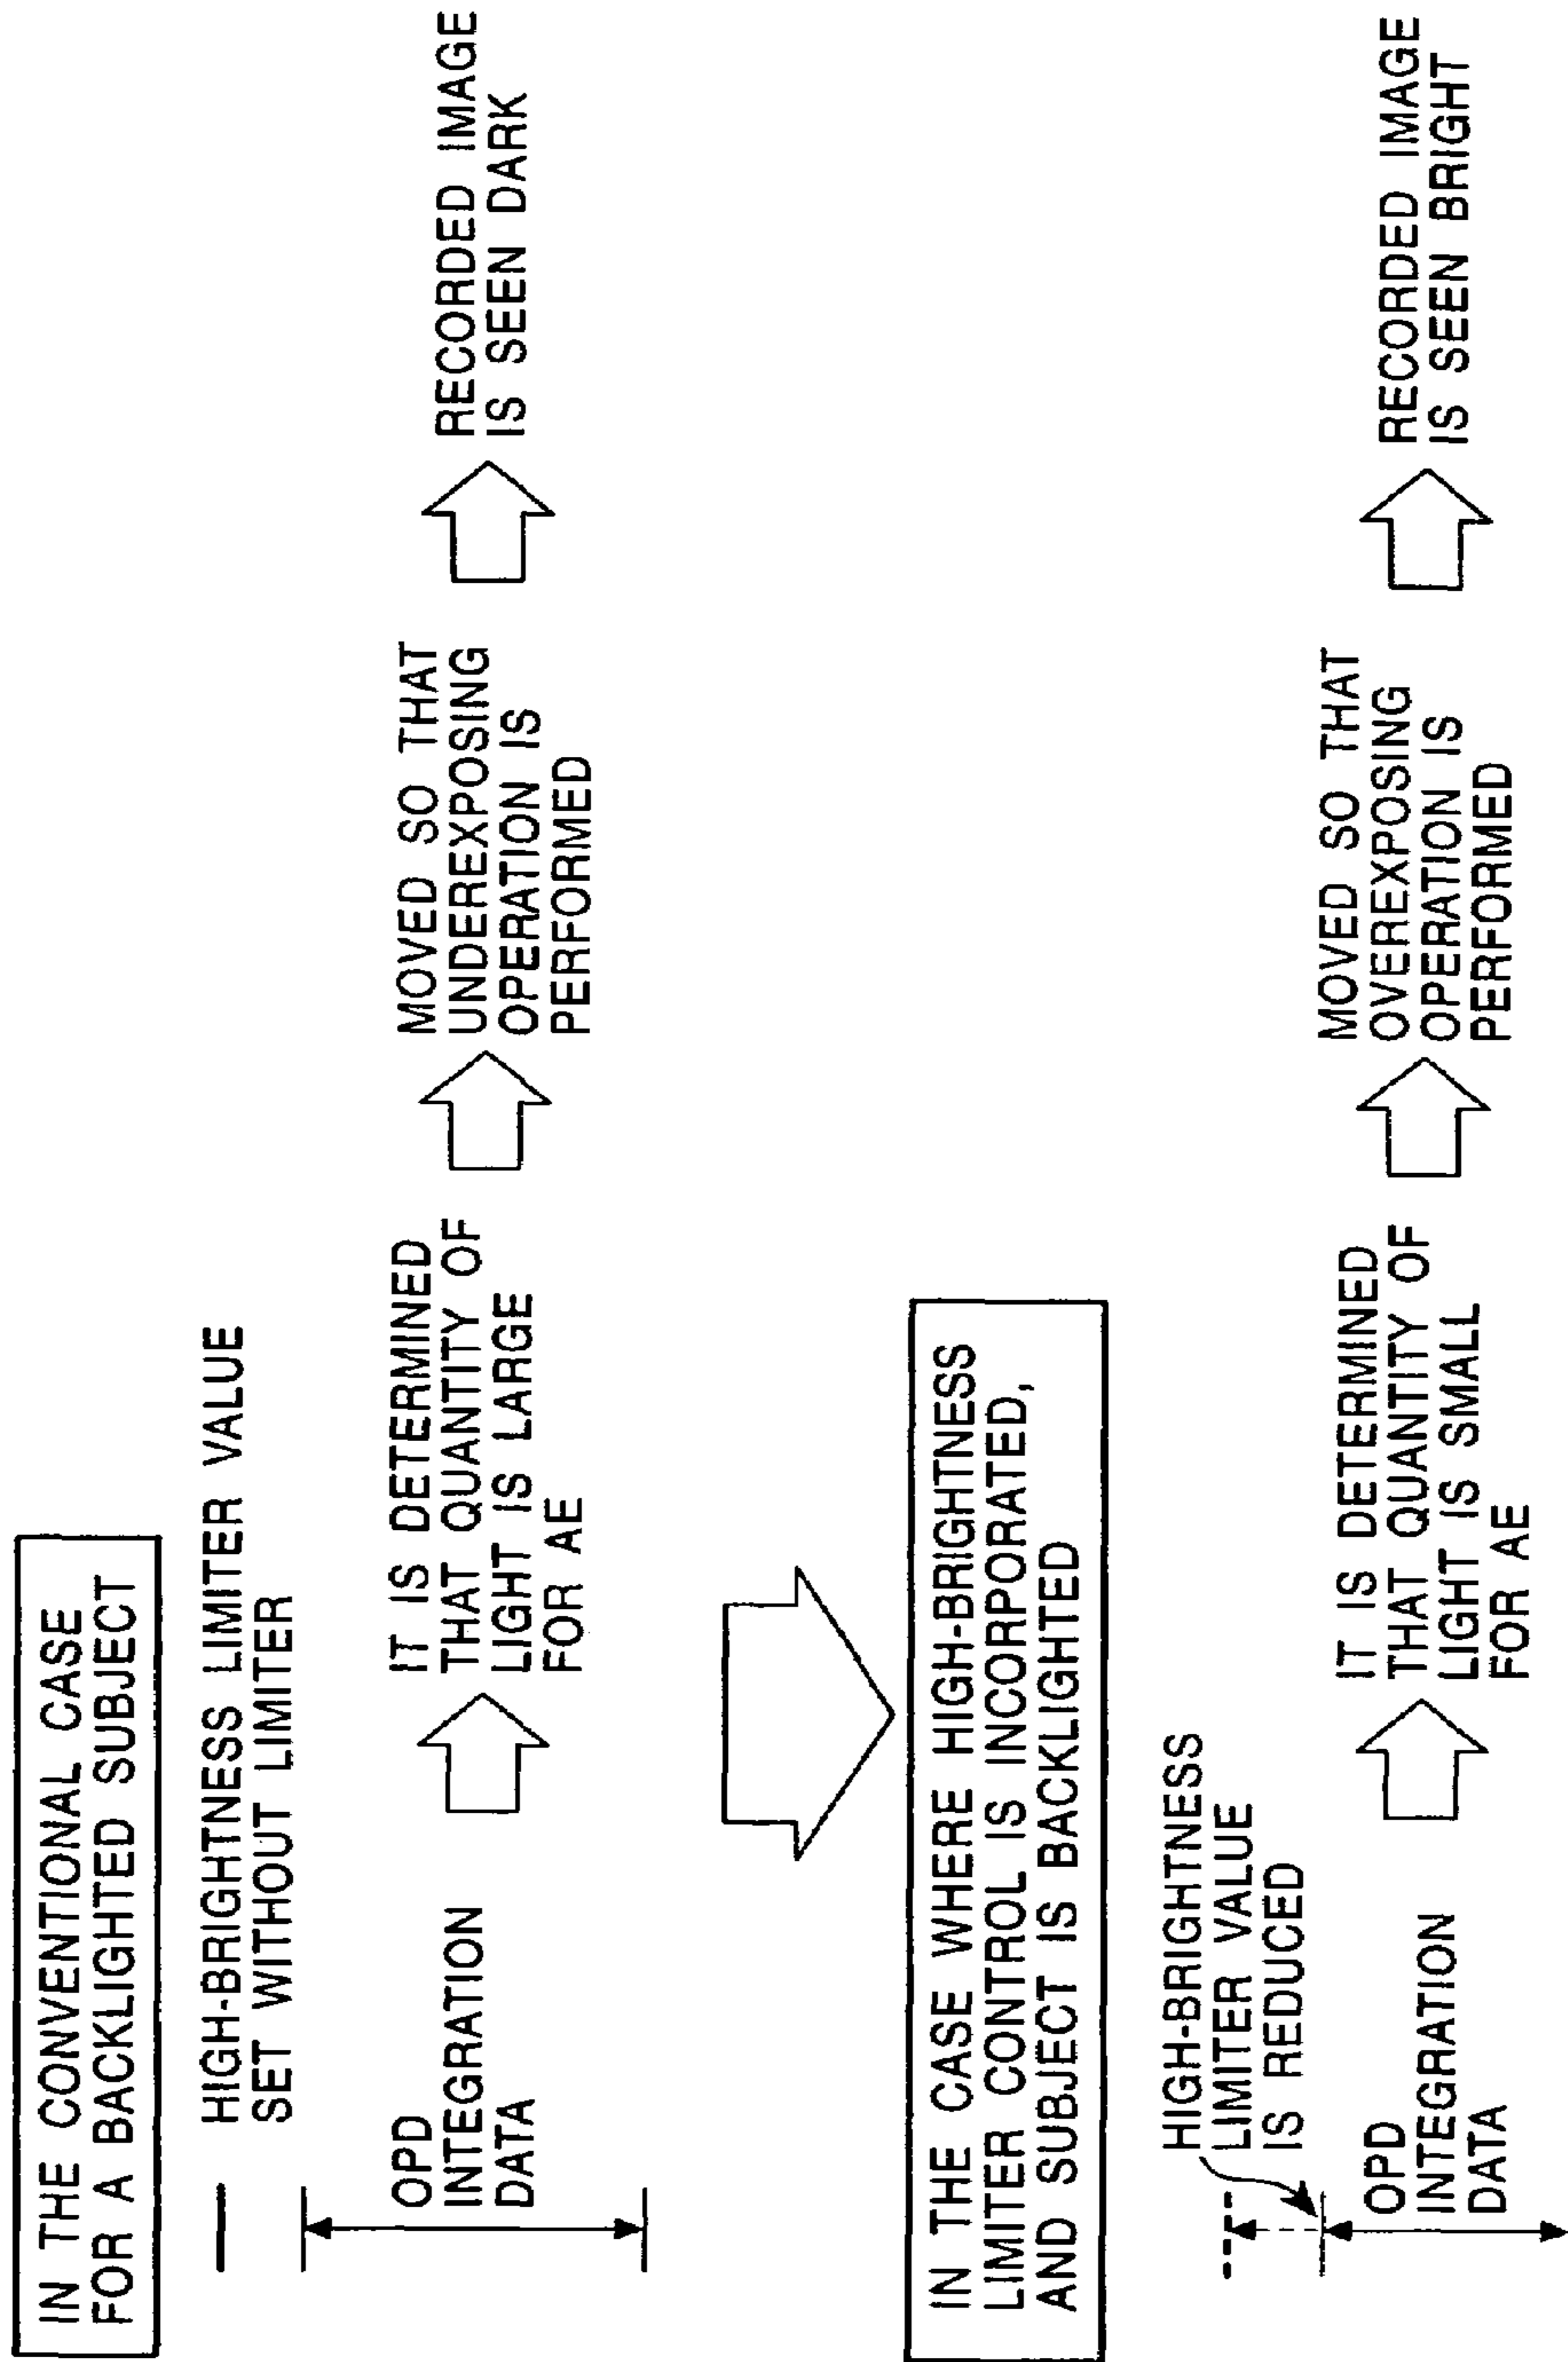 IN THE CONVENTIONAL CASE
FOR A BACKLIGHTED SUBJECT
HIGH-BRIGHTNESS LIMITER VALUE
SET WITHOUT LIMITER
OPD
INTEGRATION
DATA
IT IS DETERMINED
THAT QUANTITY OF
LIGHT IS LARGE
FOR AE
MOVED SO THAT
UNDEREXPOSING
OPERATION IS
PERFORMED
RECORDED IMAGE
IS SEEN DARK
IN THE CASE WHERE HIGH-BRIGHTNESS
LIMITER CONTROL IS INCORPORATED,
AND SUBJECT IS BACKLIGHTED
HIGH-BRIGHTNESS
LIMITER VALUE
IS REDUCED
OPD
INTEGRATION
DATA
IT IS DETERMINED
THAT QUANTITY OF
LIGHT IS SMALL
FOR AE
MOVED SO THAT
OVEREXPOSING
OPERATION IS
PERFORMED
RECORDED IMAGE
IS SEEN BRIGHT